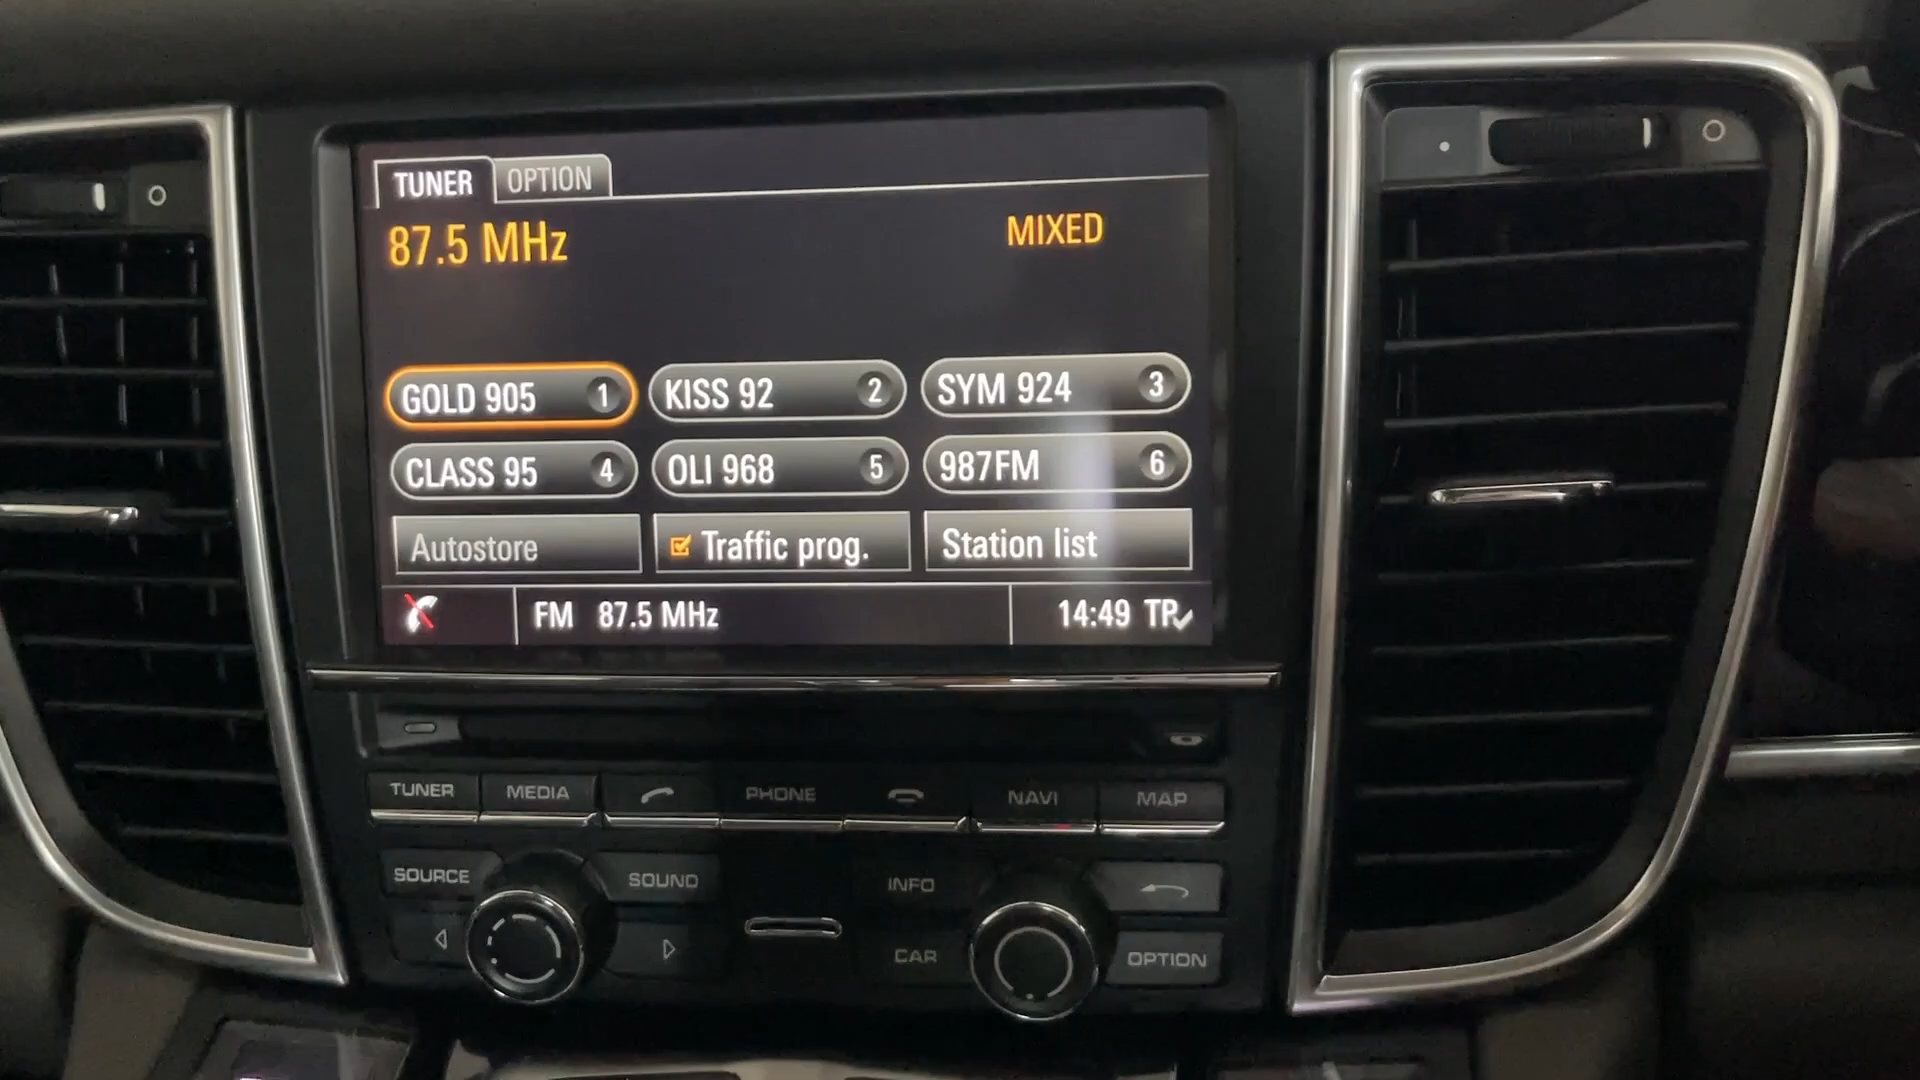 TUNER OPTION
87.5 MHz MIXED
GOLD 905 1 KISS 92 2 SYM 924 3
CLASS 95 4 OLI 968 5 987FM 6
Autostore Traffic prog. Station list
FM 87.5 MHz 14:49 TP
TUNER MEDIA PHONE NAVI MAP
SOURCE SOUND INFO
CAR OPTION